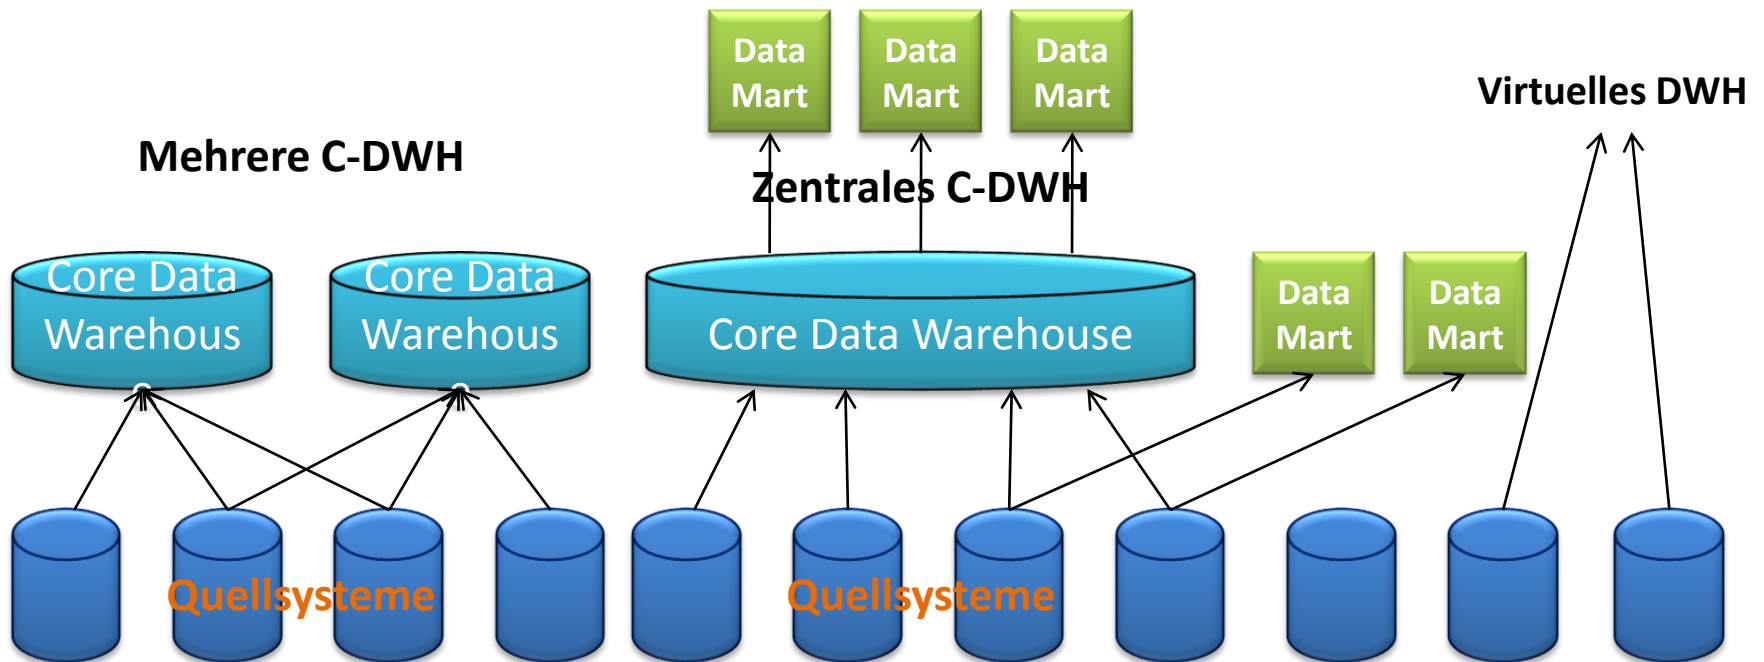 Data
Mart
Data
Mart
Data
Mart
Virtuelles DWH
Mehrere C-DWH
Zentrales C-DWH
Core Data
Warehous
e
Core Data
Warehous
e
Core Data Warehouse
Data
Mart
Data
Mart
Quellsysteme
Quellsysteme